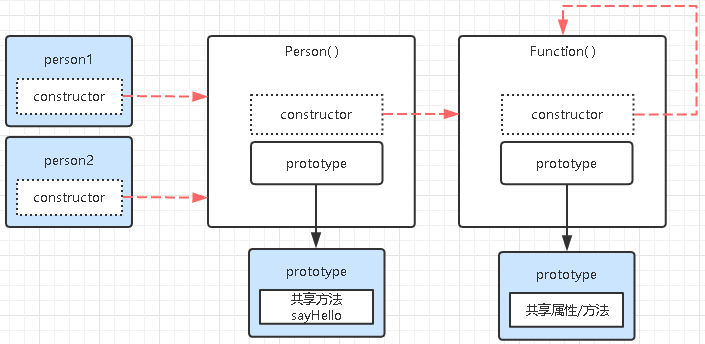 person1
constructor
person2
constructor
Person( )
constructor
prototype
prototype
共享方法
sayHello
Function( )
constructor
prototype
prototype
共享属性/方法